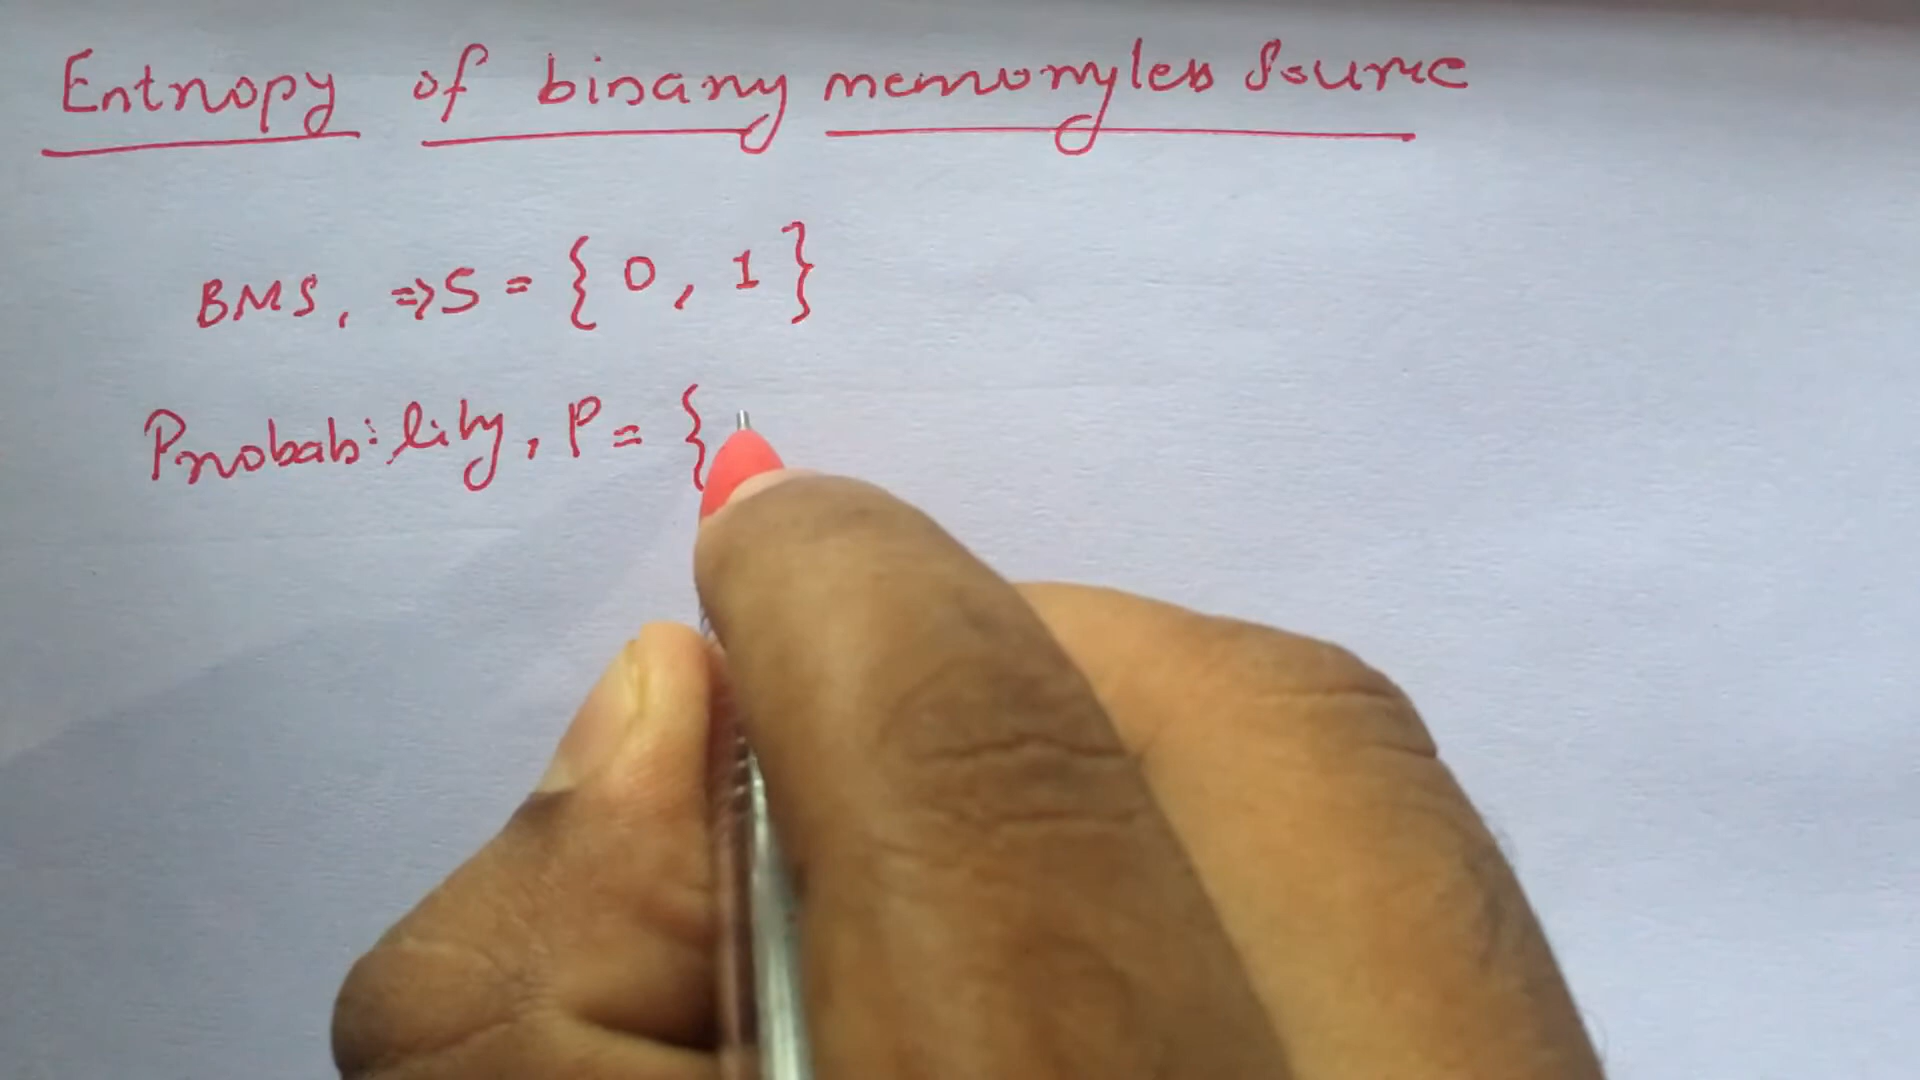 Entropy of binary memoryless Source
BMS, => S = { 0, 1 }
Probability, P = {